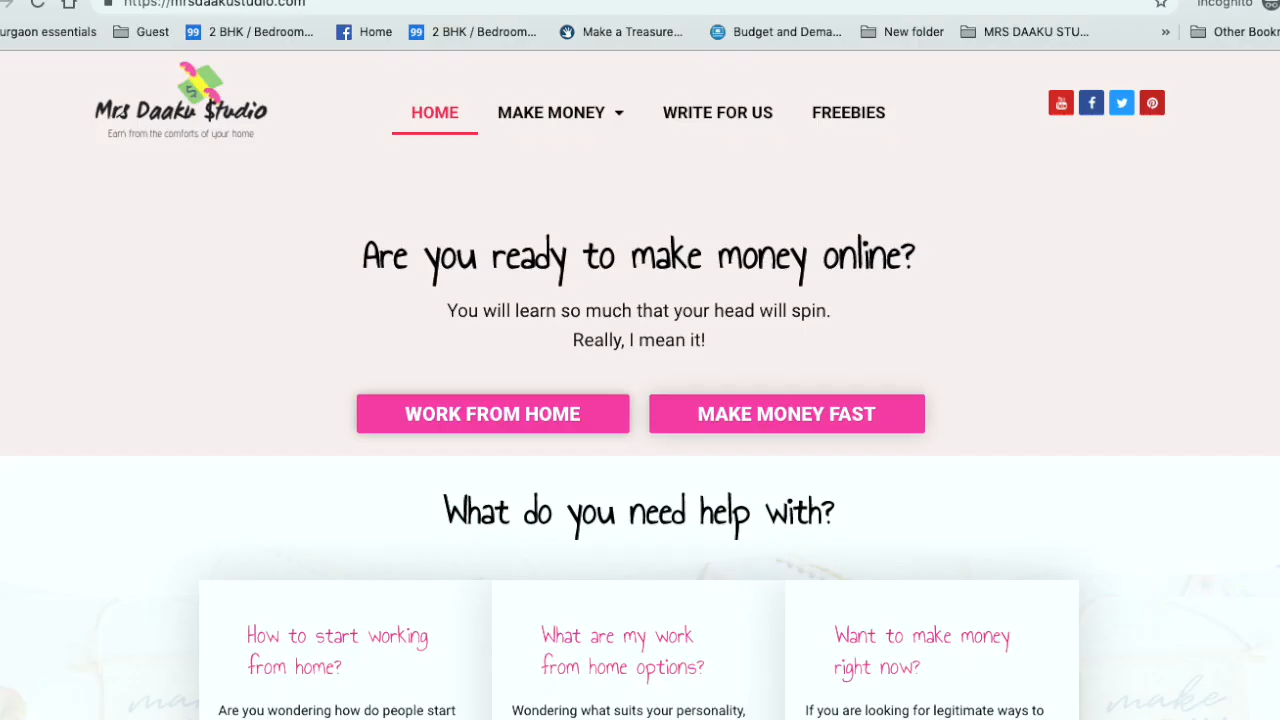 https://mrsdaakustudio.com
Incognito
urgaon essentials Guest 99 2 BHK / Bedroom... Home 99 2 BHK / Bedroom... Make a Treasure... Budget and Dema... New folder MRS DAAKU STU... » Other Bookr
Mrs Daaku $tudio
Earn from the comforts of your home
HOME MAKE MONEY WRITE FOR US FREEBIES
Are you ready to make money online?
You will learn so much that your head will spin.
Really, I mean it!
WORK FROM HOME MAKE MONEY FAST
What do you need help with?
How to start working
from home?
Are you wondering how do people start
What are my work
from home options?
Wondering what suits your personality,
Want to make money
right now?
If you are looking for legitimate ways to
make
make